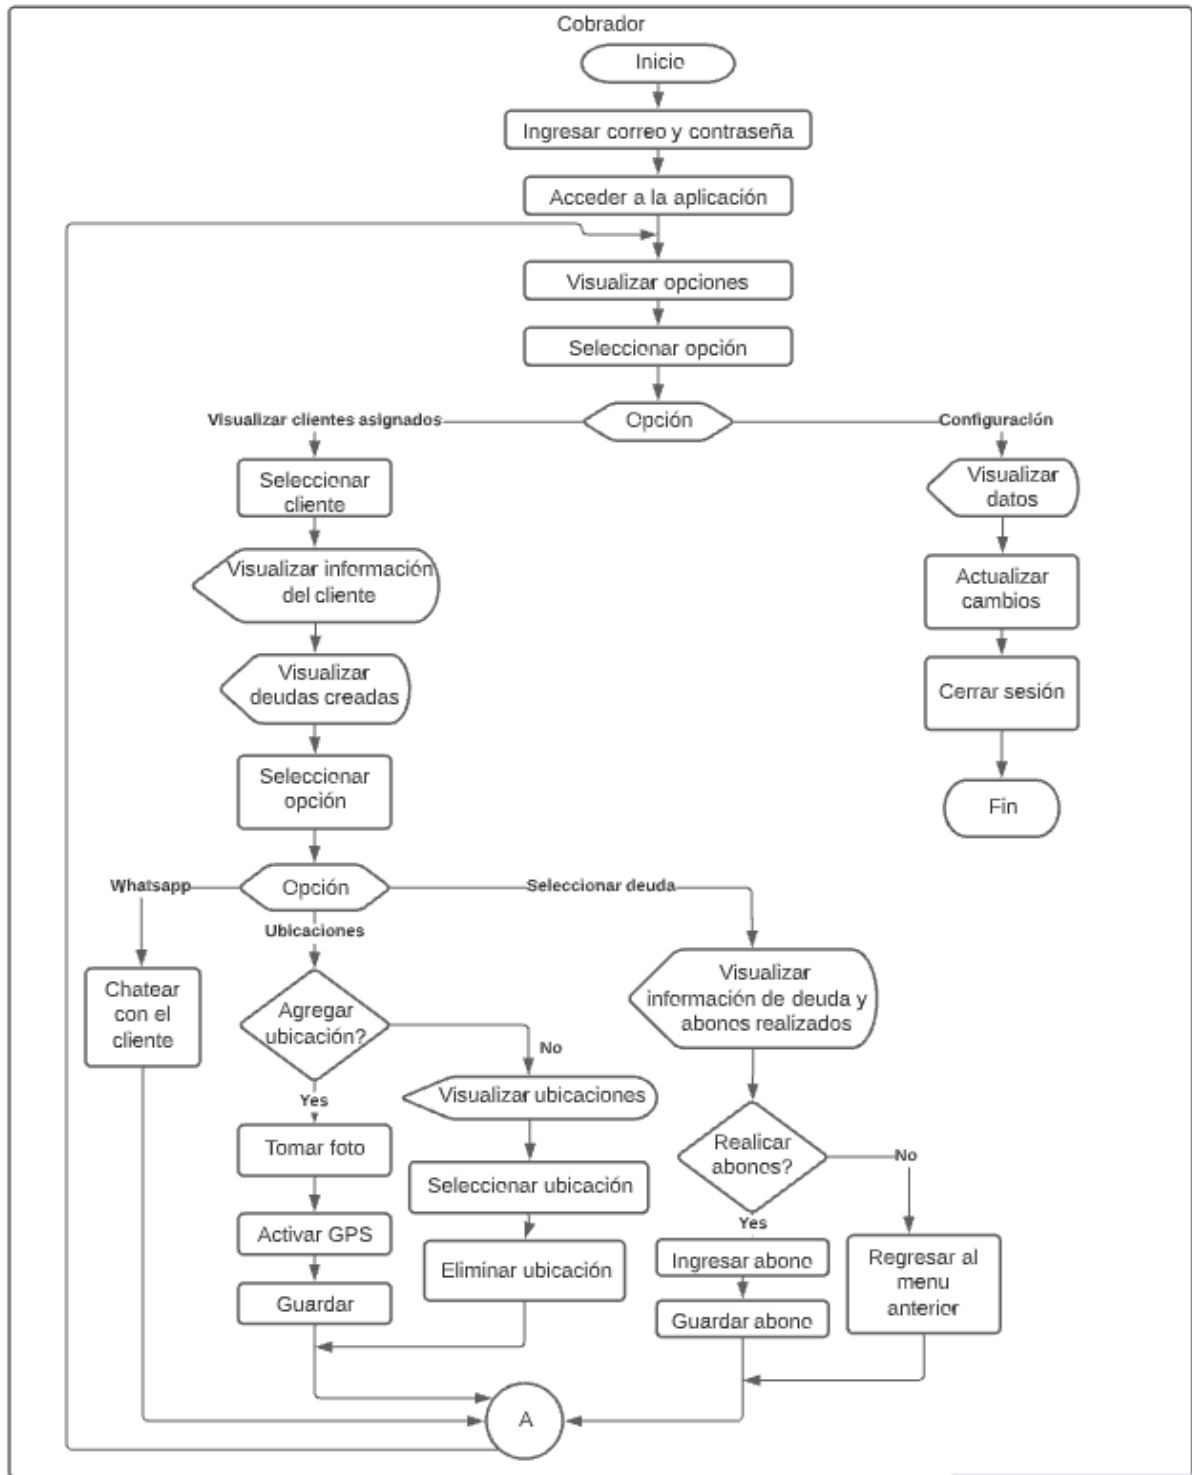 Cobrador
Inicio
Ingresar correo y contraseña
Acceder a la aplicación
Visualizar opciones
Seleccionar opción
Opción
Visualizar clientes asignados
Configuración
Seleccionar
cliente
Visualizar
datos
Visualizar información
del cliente
Actualizar
cambios
Visualizar
deudas creadas
Cerrar sesión
Seleccionar
opción
Fin
Opción
Whatsapp
Seleccionar deuda
Ubicaciones
Chatear
con el
cliente
Agregar
ubicación?
Visualizar
información de deuda y
abonos realizados
No
Yes
Visualizar ubicaciones
Tomar foto
Realicar
abonos?
No
Seleccionar ubicación
Yes
Activar GPS
Ingresar abono
Regresar al
menu
anterior
Eliminar ubicación
Guardar
Guardar abono
A